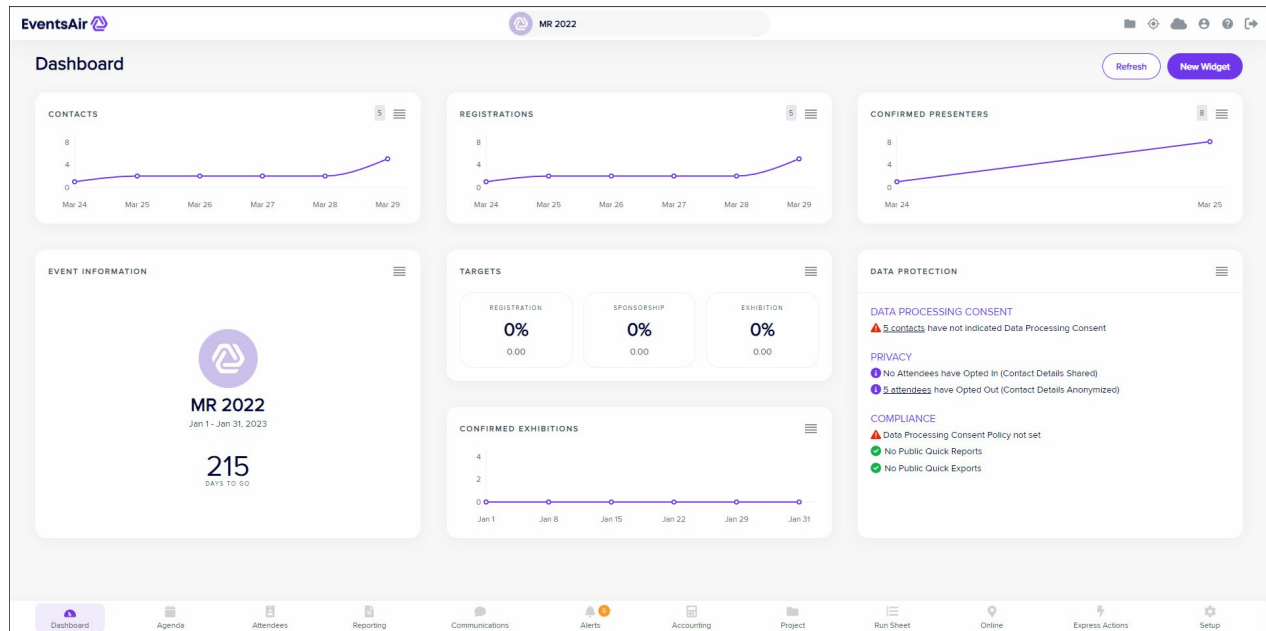 EventsAir
MR 2022
Dashboard
Refresh
New Widget
CONTACTS
5
8
4
0
Mar 24 Mar 25 Mar 26 Mar 27 Mar 28 Mar 29
REGISTRATIONS
5
8
4
0
Mar 24 Mar 25 Mar 26 Mar 27 Mar 28 Mar 29
CONFIRMED PRESENTERS
8
8
4
0
Mar 24 Mar 25
EVENT INFORMATION
MR 2022
Jan 1 - Jan 31, 2023
215
DAYS TO GO
TARGETS
REGISTRATION
0%
0.00
SPONSORSHIP
0%
0.00
EXHIBITION
0%
0.00
CONFIRMED EXHIBITIONS
4
2
0
Jan 1 Jan 8 Jan 15 Jan 22 Jan 29 Jan 31
DATA PROTECTION
DATA PROCESSING CONSENT
5 contacts have not indicated Data Processing Consent
PRIVACY
No Attendees have Opted In (Contact Details Shared)
5 attendees have Opted Out (Contact Details Anonymized)
COMPLIANCE
Data Processing Consent Policy not set
No Public Quick Reports
No Public Quick Exports
Dashboard
Agenda
Attendees
Reporting
Communications
5
Alerts
Accounting
Project
Run Sheet
Online
Express Actions
Setup